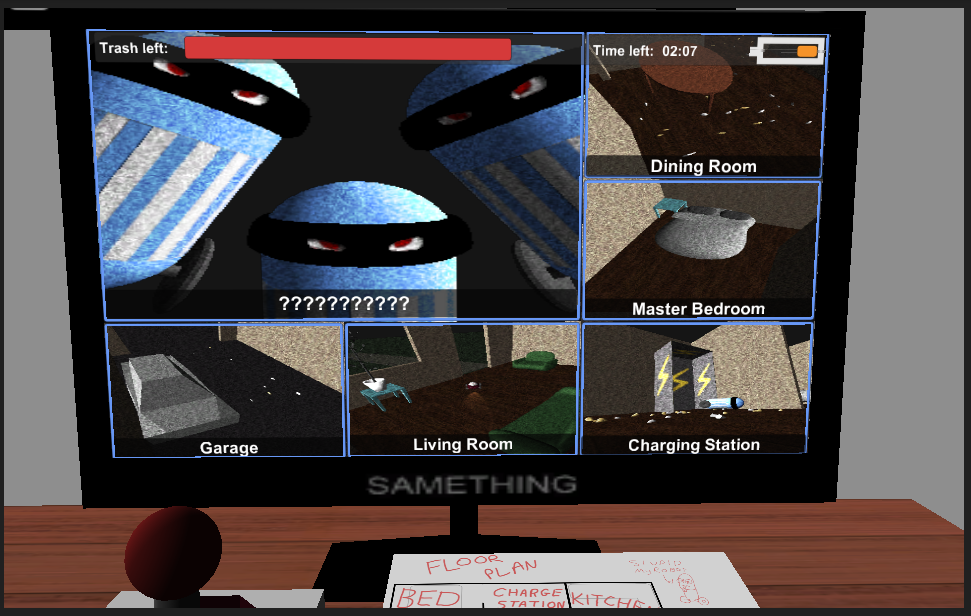 Trash left:
Time left: 02:07
Dining Room
Master Bedroom
???????????
Garage
Living Room
Charging Station
SAMETHING
FLOOR
PLAN
BED
CHARGE
STATION
KITCHE
STUPID